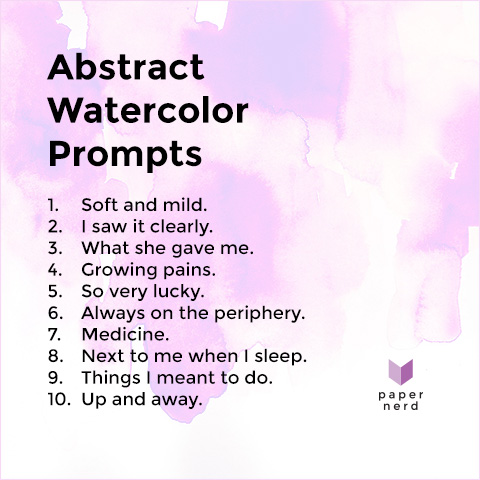 Abstract
Watercolor
Prompts
1. Soft and mild.
2. I saw it clearly.
3. What she gave me.
4. Growing pains.
5. So very lucky.
6. Always on the periphery.
7. Medicine.
8. Next to me when I sleep.
9. Things I meant to do.
10. Up and away.
paper
nerd